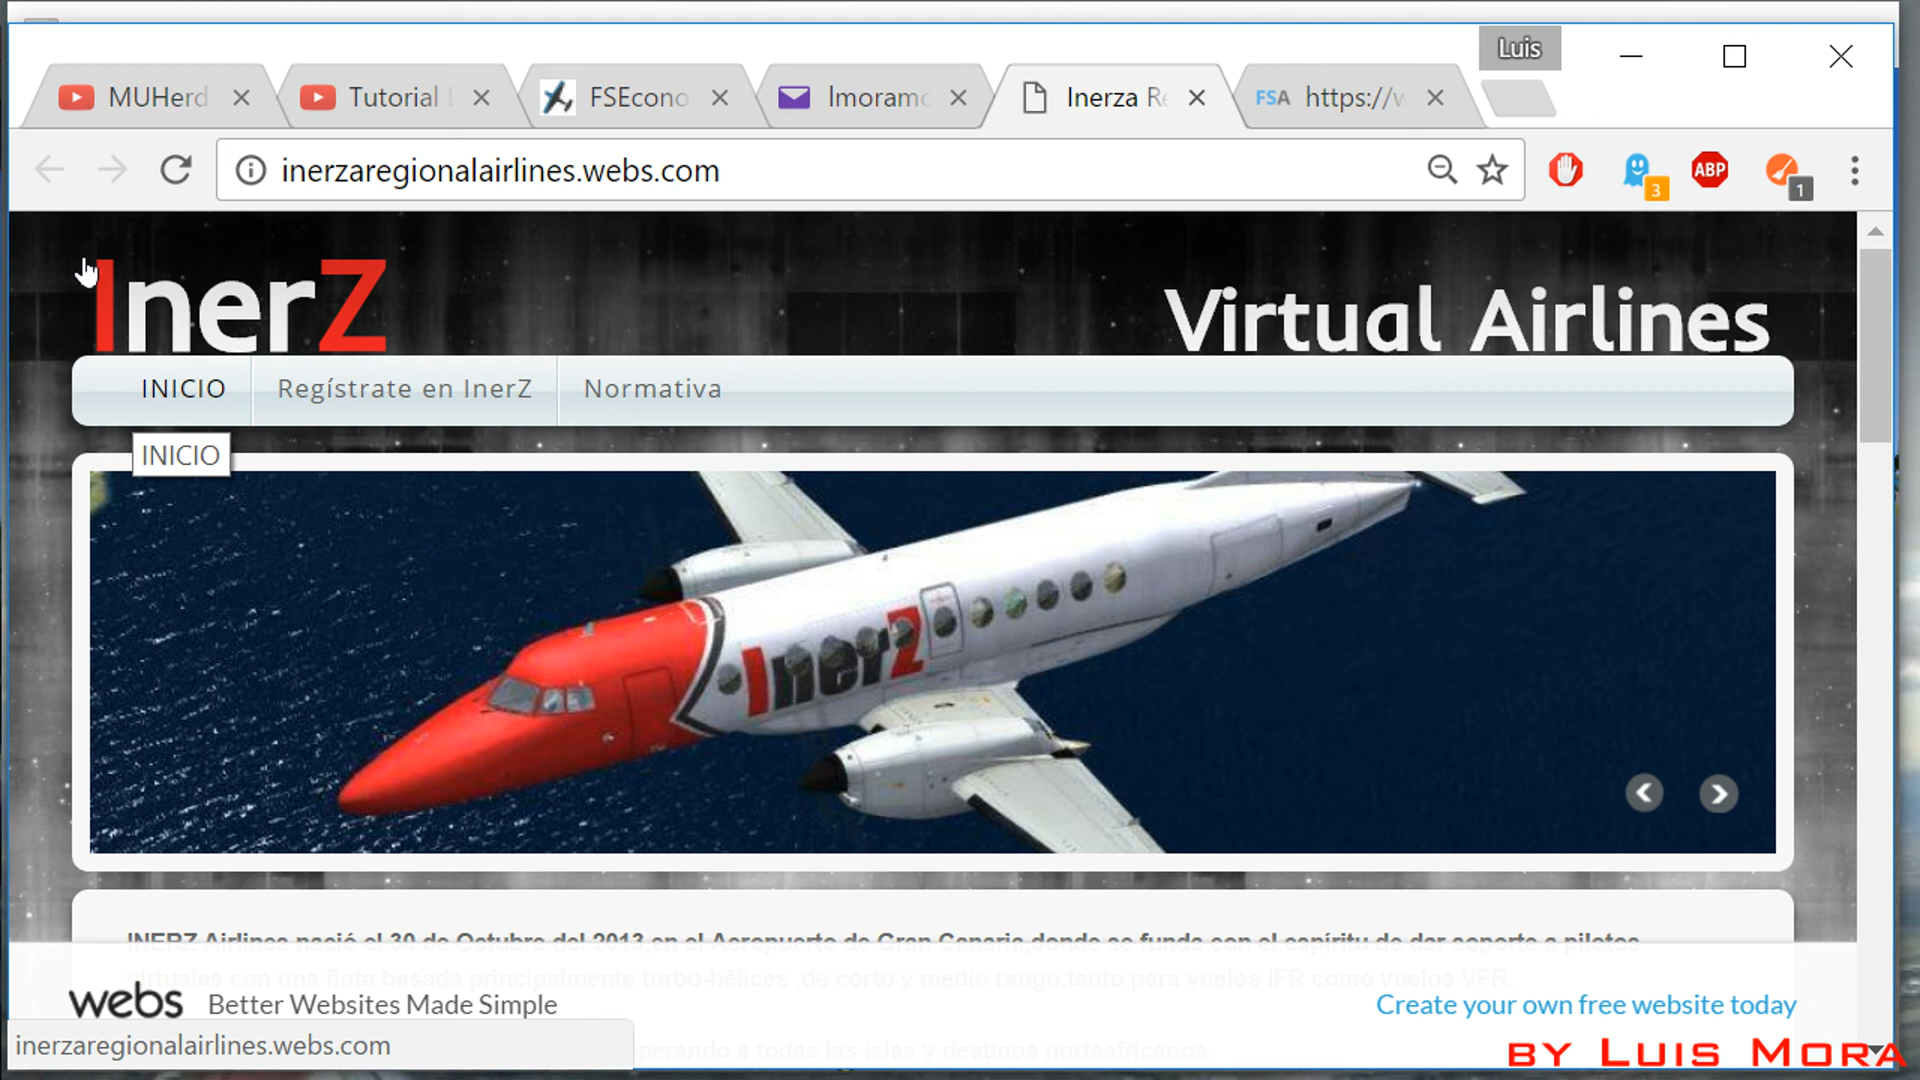 Luis
MUHerd
Tutorial
FSEcono
lmoramo
Inerza Re
FSA https://w
inerzaregionalairlines.webs.com
3
ABP
1
InerZ
Virtual Airlines
INICIO
Regístrate en InerZ
Normativa
INICIO
InerZ
INERZ Airlines nació el 30 de Octubre del 2013,en el Aeropuerto de Gran Canaria,donde se funda con el espíritu de dar soporte a pilotos
virtuales con una flota basada principalmente turbo-hélices ,de corto y medio rango,tanto para vuelos IFR como vuelos VFR.
webs Better Websites Made Simple
Create your own free website today
inerzaregionalairlines.webs.com
operando a todas las islas y destinos norteafricanos.
by Luis Mora